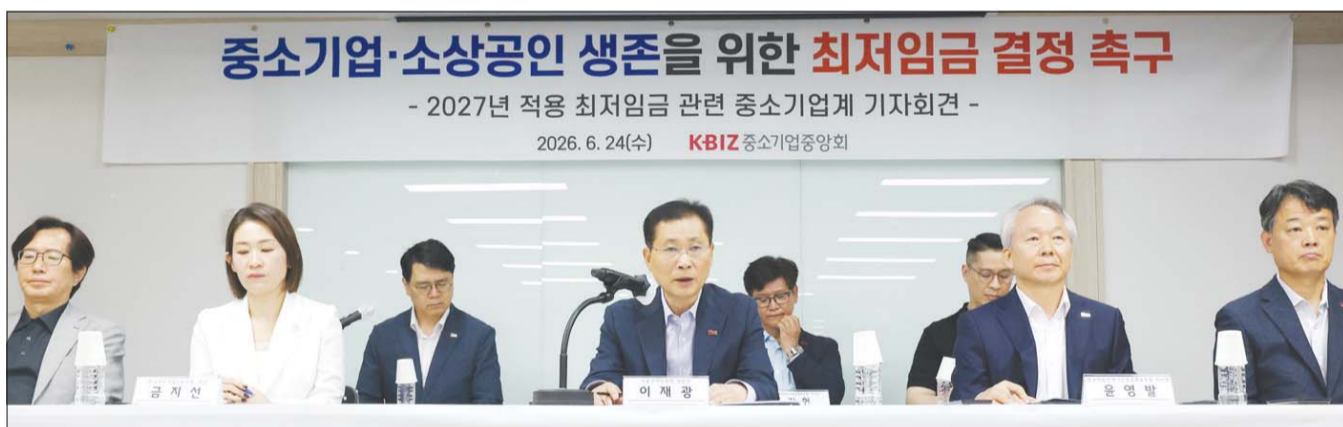 중소기업·소상공인 생존을 위한 최저임금 결정 촉구
- 2027년 적용 최저임금 관련 중소기업계 기자회견 -
2026. 6. 24(수) K-BIZ 중소기업중앙회
금지선
이재광
윤영발